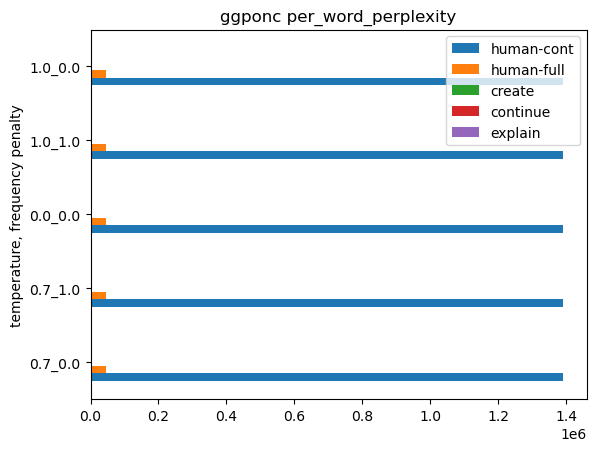 ggponc per_word_perplexity
human-cont
human-full
create
continue
explain
temperature, frequency penalty
1.0_0.0
1.0_1.0
0.0_0.0
0.7_1.0
0.7_0.0
0.0 0.2 0.4 0.6 0.8 1.0 1.2 1.4
1e6